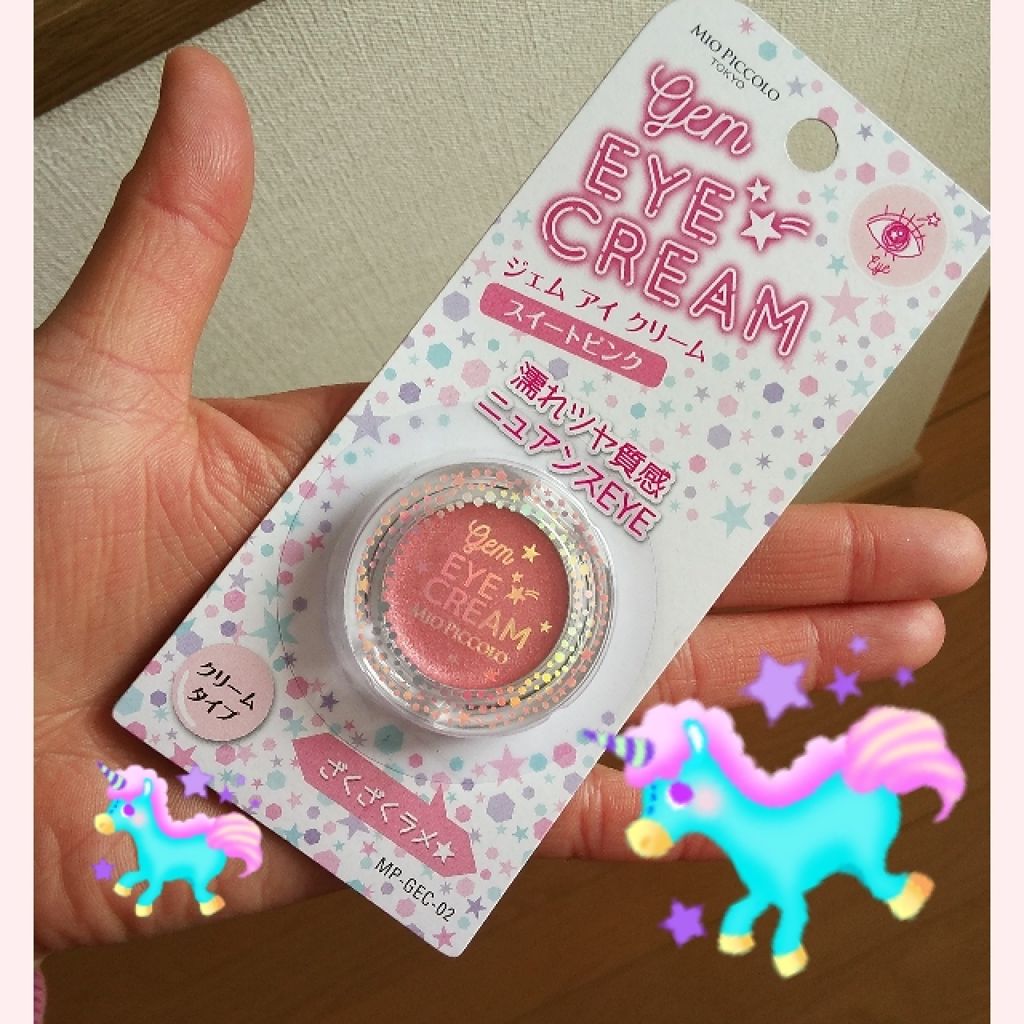 MIO PICCOLO
TOKYO
Gem
EYE
CREAM
Eye
ジェム アイ クリーム
スイートピンク
濡れツヤ質感
ニュアンスEYE
Gem
EYE
CREAM
MIO PICCOLO
クリーム
タイプ
ざくざくラメ★
MP-GEC-02